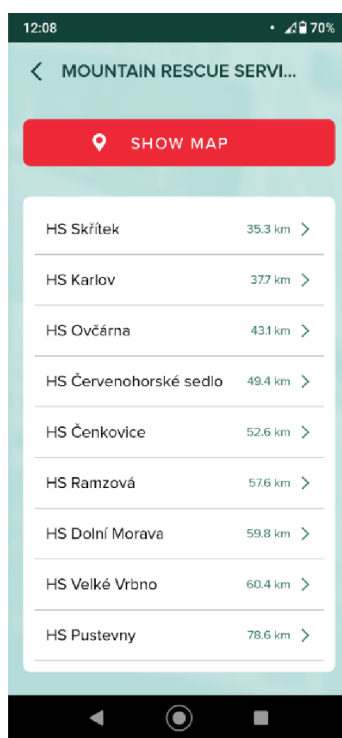 12:08 70%
MOUNTAIN RESCUE SERVI...
SHOW MAP
HS Skřítek 35.3 km
HS Karlov 37.7 km
HS Ovčárna 43.1 km
HS Červenohorské sedlo 49.4 km
HS Čenkovice 52.6 km
HS Ramzová 57.6 km
HS Dolní Morava 59.8 km
HS Velké Vrbno 60.4 km
HS Pustevny 78.6 km